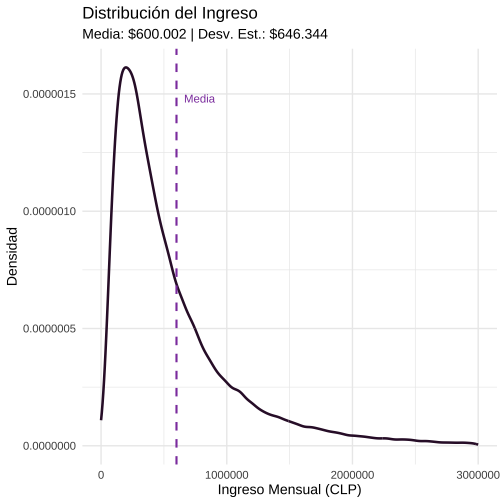 Distribución del Ingreso
Media: $600.002 | Desv. Est.: $646.344
Media
Densidad
0.0000015
0.0000010
0.0000005
0.0000000
0
1000000
2000000
3000000
Ingreso Mensual (CLP)